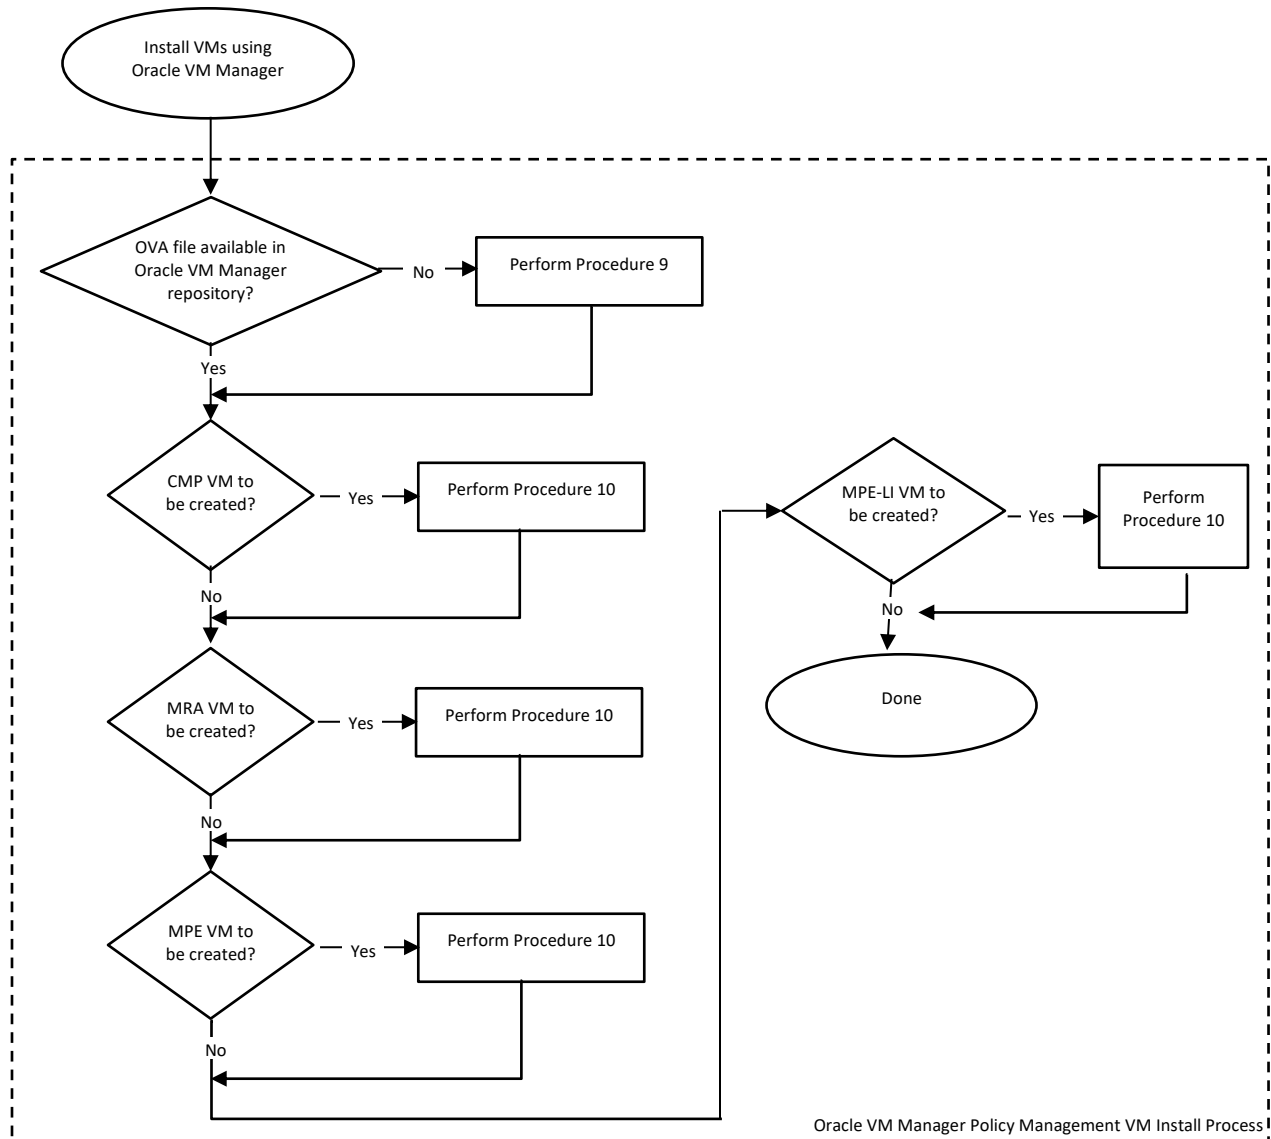 Install VMs using
Oracle VM Manager
OVA file available in
Oracle VM Manager
repository?
No
Perform Procedure 9
Yes
CMP VM to
be created?
Yes
Perform Procedure 10
No
MRA VM to
be created?
Yes
Perform Procedure 10
No
MPE VM to
be created?
Yes
Perform Procedure 10
No
MPE-LI VM to
be created?
Yes
Perform
Procedure 10
No
Done
Oracle VM Manager Policy Management VM Install Process